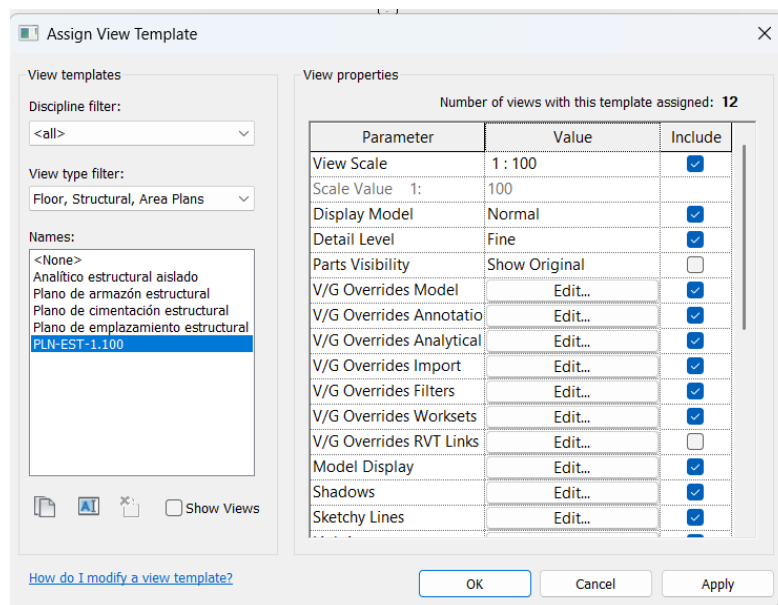 Assign View Template
View templates
Discipline filter:
<all>
View type filter:
Floor, Structural, Area Plans
Names:
<None>
Analítico estructural aislado
Plano de armazón estructural
Plano de cimentación estructural
Plano de emplazamiento estructural
PLN-EST-1.100
Show Views
How do I modify a view template?
View properties
Number of views with this template assigned: 12
Parameter Value Include
View Scale 1 : 100
Scale Value 1: 100
Display Model Normal
Detail Level Fine
Parts Visibility Show Original
V/G Overrides Model Edit...
V/G Overrides Annotatio Edit...
V/G Overrides Analytical Edit...
V/G Overrides Import Edit...
V/G Overrides Filters Edit...
V/G Overrides Worksets Edit...
V/G Overrides RVT Links Edit...
Model Display Edit...
Shadows Edit...
Sketchy Lines Edit...
OK Cancel Apply